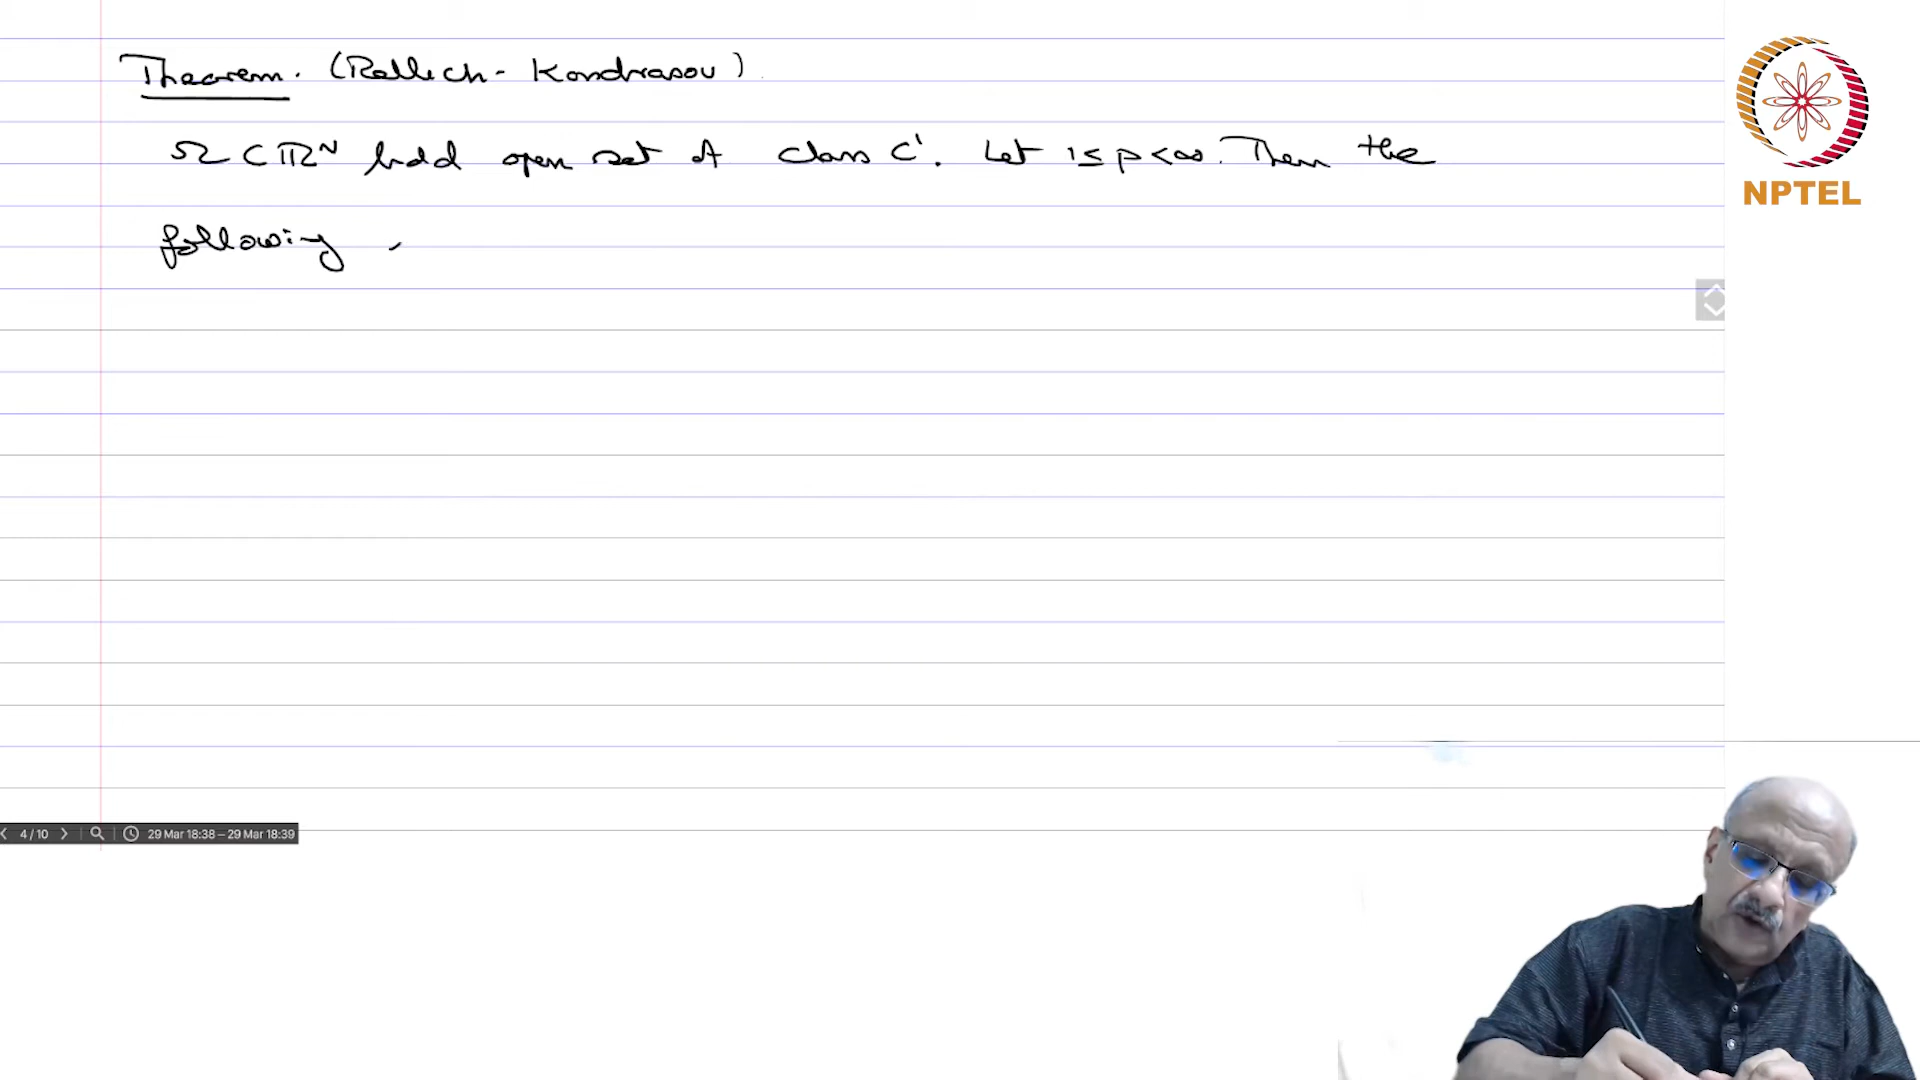 Theorem. (Rellich - Kondrasov)
Ω ⊂ ℝᴺ bdd open set of class C¹. Let 1 ≤ p < ∞. Then the
following
NPTEL
4 / 10 29 Mar 18:38 – 29 Mar 18:39